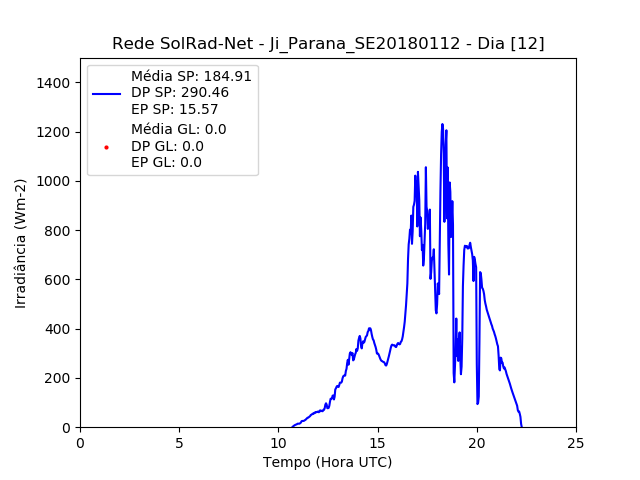 Rede SolRad-Net - Ji_Parana_SE20180112 - Dia [12]
Média SP: 184.91
DP SP: 290.46
EP SP: 15.57
Média GL: 0.0
DP GL: 0.0
EP GL: 0.0
1400
1200
1000
800
600
400
200
0
Irradiância (Wm-2)
0 5 10 15 20 25
Tempo (Hora UTC)